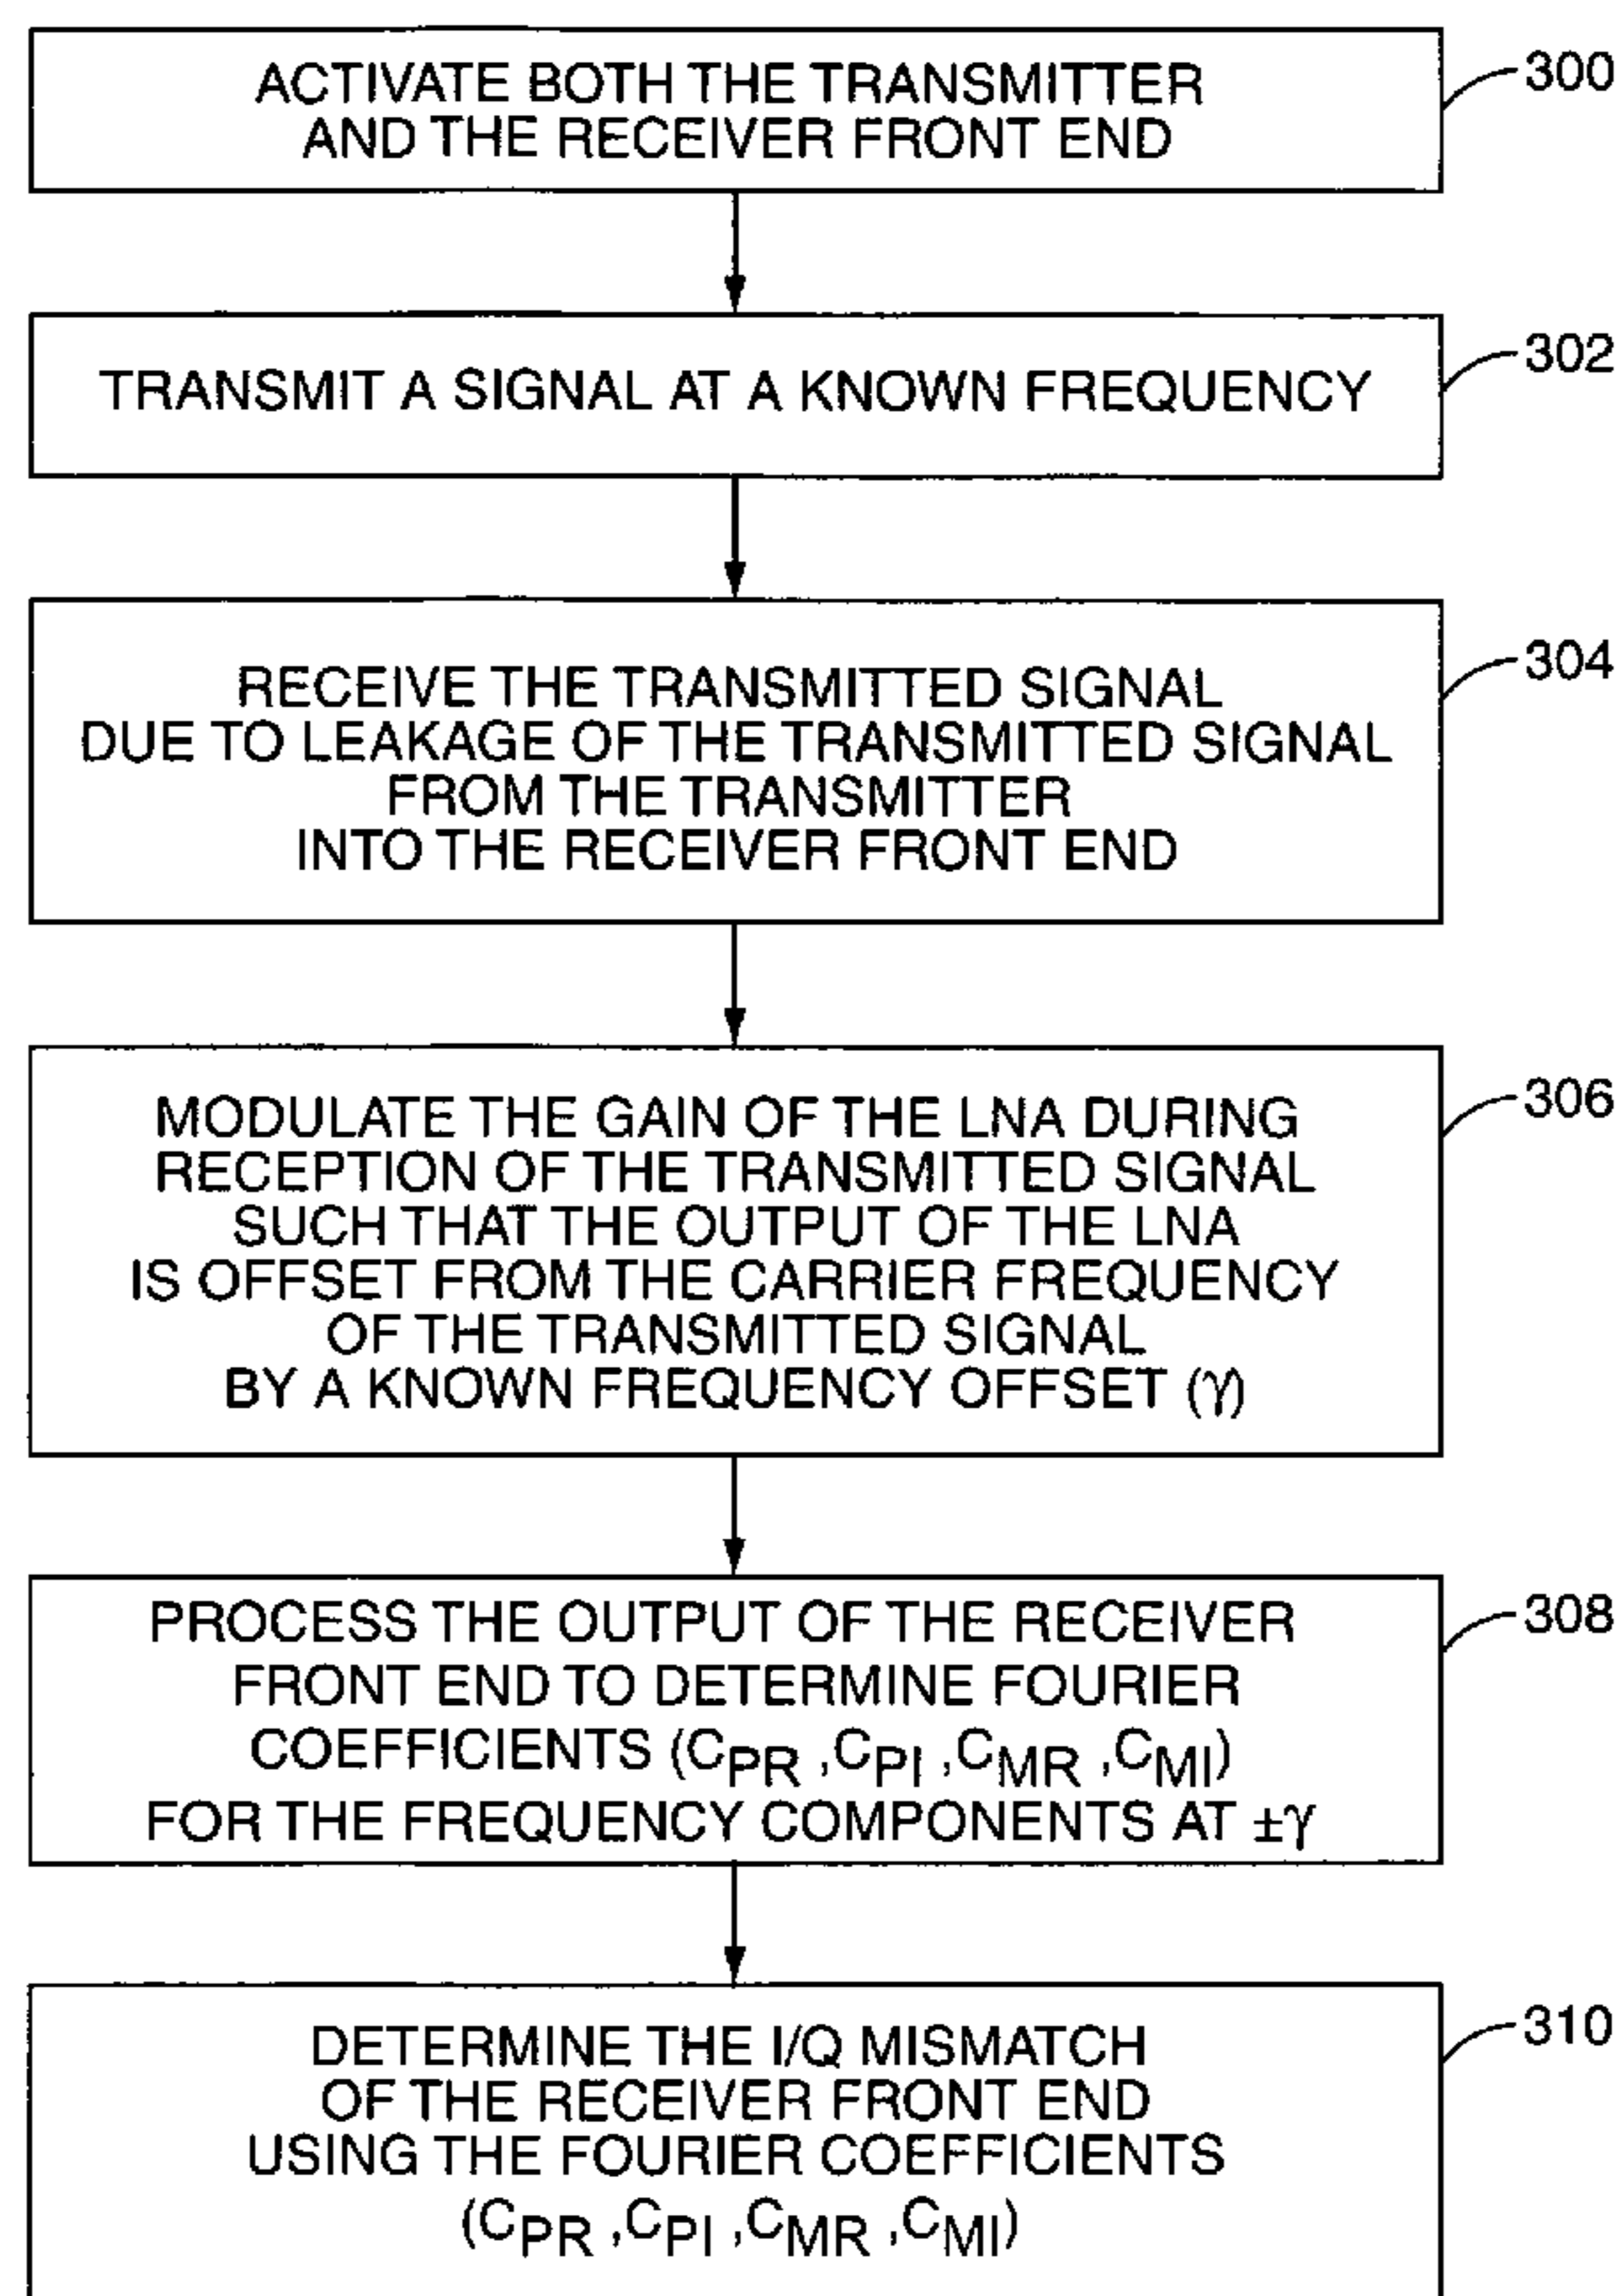 ACTIVATE BOTH THE TRANSMITTER
AND THE RECEIVER FRONT END
300
TRANSMIT A SIGNAL AT A KNOWN FREQUENCY
302
RECEIVE THE TRANSMITTED SIGNAL
DUE TO LEAKAGE OF THE TRANSMITTED SIGNAL
FROM THE TRANSMITTER
INTO THE RECEIVER FRONT END
304
MODULATE THE GAIN OF THE LNA DURING
RECEPTION OF THE TRANSMITTED SIGNAL
SUCH THAT THE OUTPUT OF THE LNA
IS OFFSET FROM THE CARRIER FREQUENCY
OF THE TRANSMITTED SIGNAL
BY A KNOWN FREQUENCY OFFSET (γ)
306
PROCESS THE OUTPUT OF THE RECEIVER
FRONT END TO DETERMINE FOURIER
COEFFICIENTS (CPR ,CPI ,CMR ,CMI)
FOR THE FREQUENCY COMPONENTS AT ±γ
308
DETERMINE THE I/Q MISMATCH
OF THE RECEIVER FRONT END
USING THE FOURIER COEFFICIENTS
(CPR ,CPI ,CMR ,CMI)
310